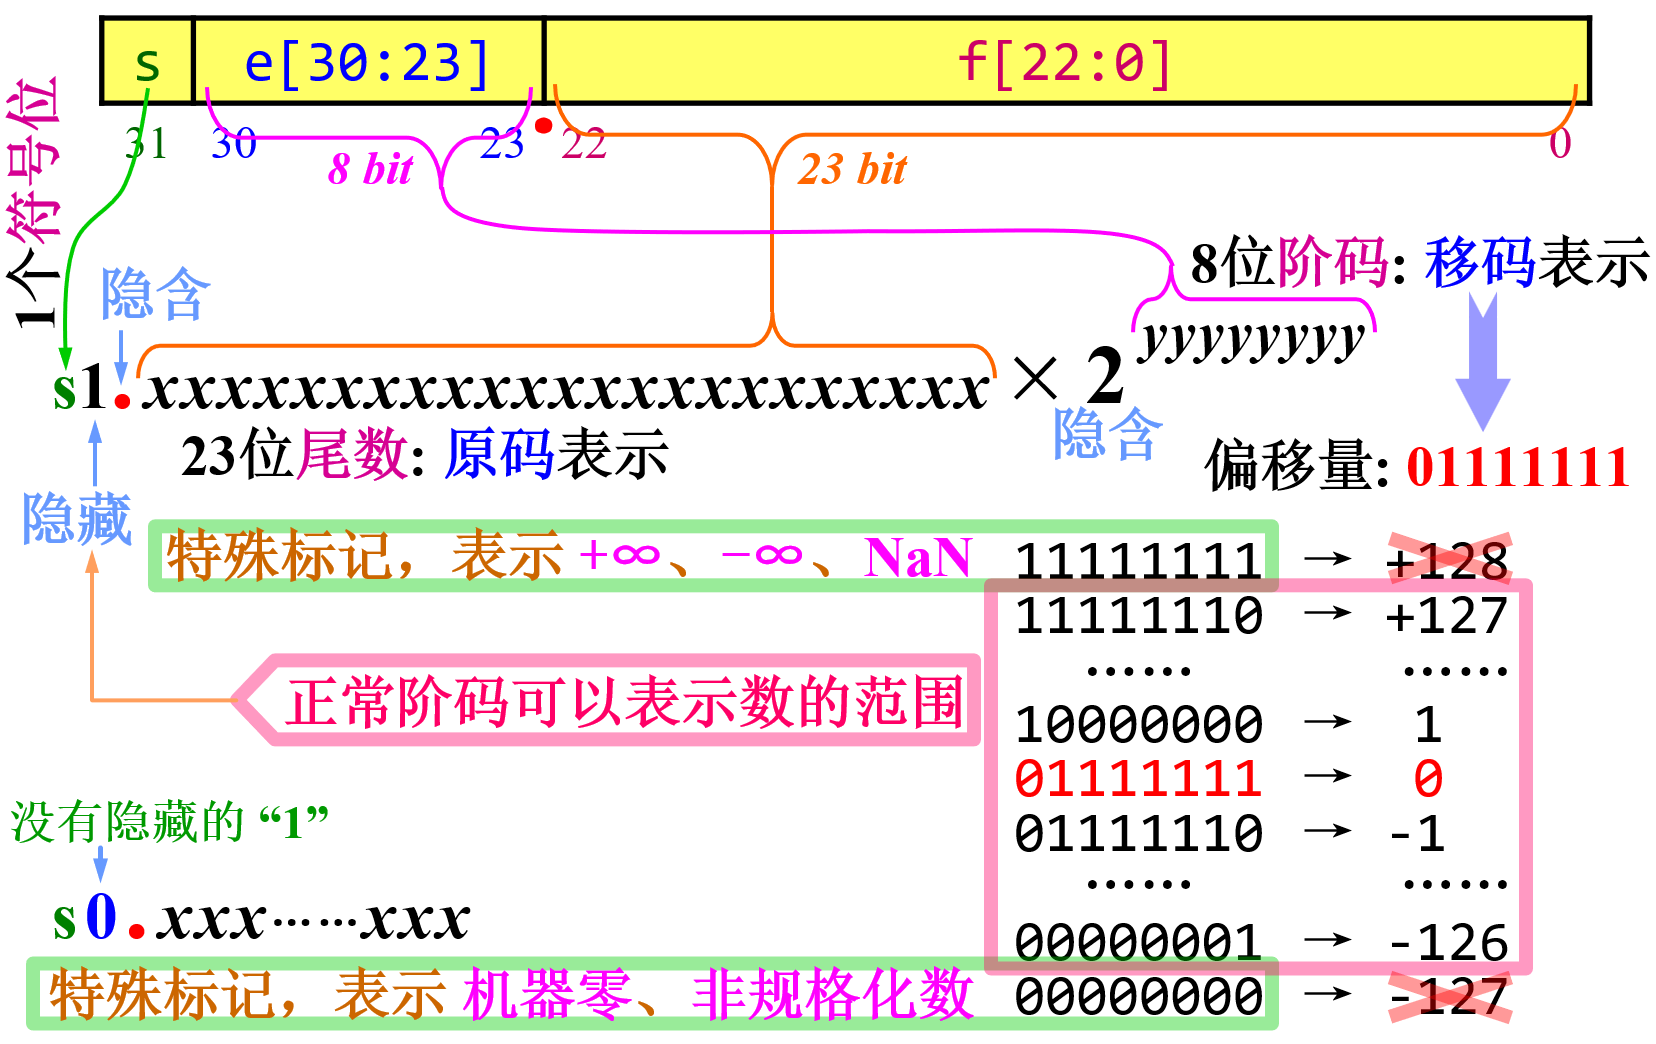 s e[30:23] f[22:0]
31 30 23 22 0
8 bit 23 bit
1个符号位
8位阶码: 移码表示
隐含
yyyyyyyy
s1.xxxxxxxxxxxxxxxxxxxxxxx × 2
隐含
23位尾数: 原码表示
偏移量: 01111111
隐藏
特殊标记，表示 +∞、−∞、NaN 11111111 → +128
11111110 → +127
…… ……
正常阶码可以表示数的范围
10000000 → 1
01111111 → 0
没有隐藏的 “1”
01111110 → -1
…… ……
s0.xxx……xxx
00000001 → -126
特殊标记，表示 机器零、非规格化数 00000000 → -127